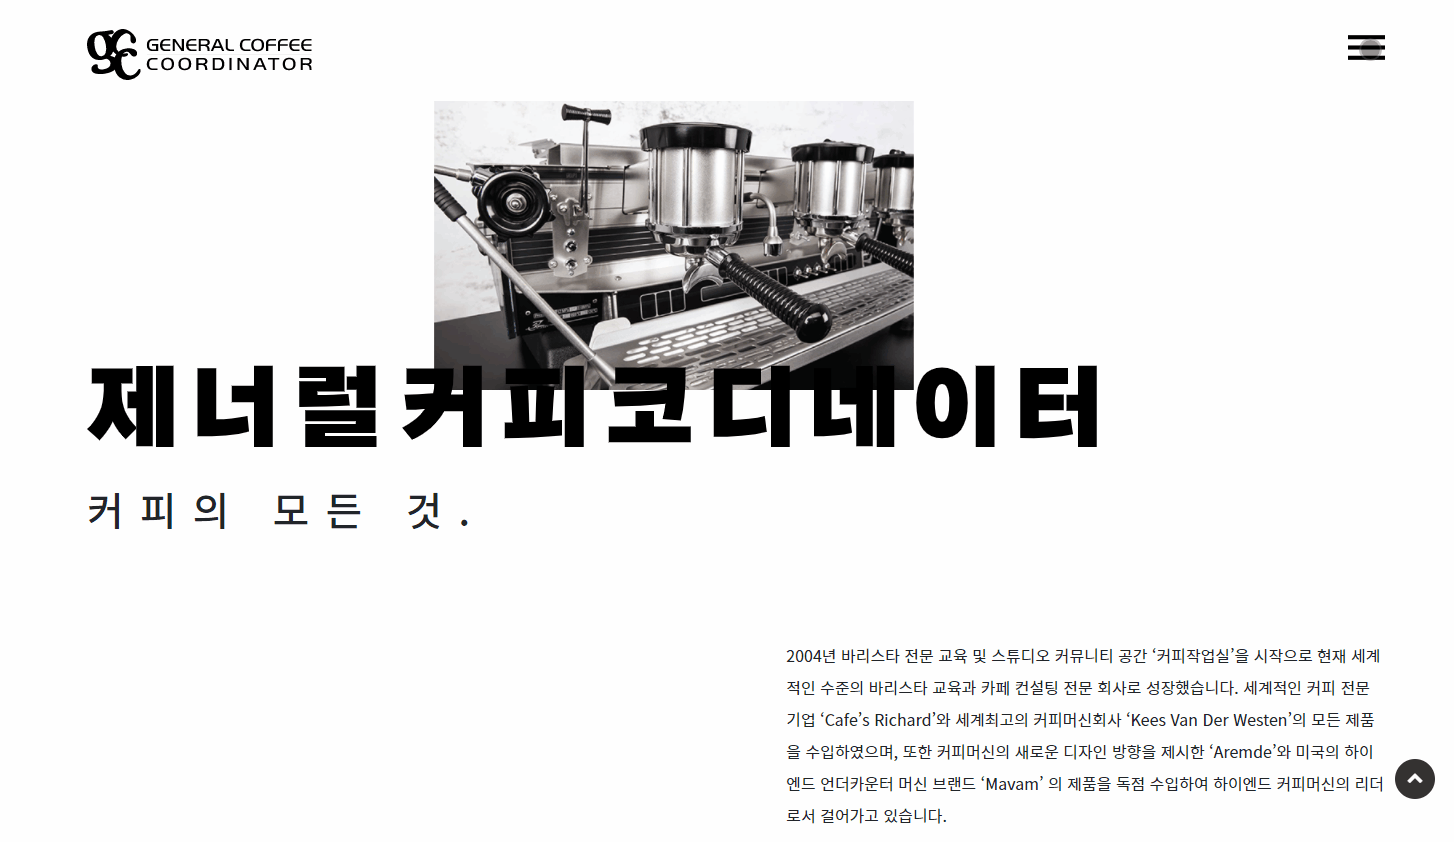 GENERAL COFFEE
COORDINATOR
제너럴커피코디네이터
커피의 모든 것.
2004년 바리스타 전문 교육 및 스튜디오 커뮤니티 공간 ‘커피작업실’을 시작으로 현재 세계
적인 수준의 바리스타 교육과 카페 컨설팅 전문 회사로 성장했습니다. 세계적인 커피 전문
기업 ‘Cafe’s Richard’와 세계최고의 커피머신회사 ‘Kees Van Der Westen’의 모든 제품
을 수입하였으며, 또한 커피머신의 새로운 디자인 방향을 제시한 ‘Aremde’와 미국의 하이
엔드 언더카운터 머신 브랜드 ‘Mavam’ 의 제품을 독점 수입하여 하이엔드 커피머신의 리더
로서 걸어가고 있습니다.